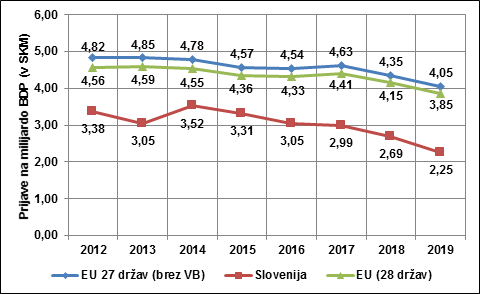 Prijave na milijardo BDP (v SKM)
6,00
5,00
4,00
3,00
2,00
1,00
0,00
4,82 4,85 4,78 4,57 4,54 4,63 4,35 4,05
4,56 4,59 4,55 4,36 4,33 4,41 4,15 3,85
3,38 3,05 3,52 3,31 3,05 2,99 2,69 2,25
2012 2013 2014 2015 2016 2017 2018 2019
EU 27 držav (brez VB) Slovenija EU (28 držav)